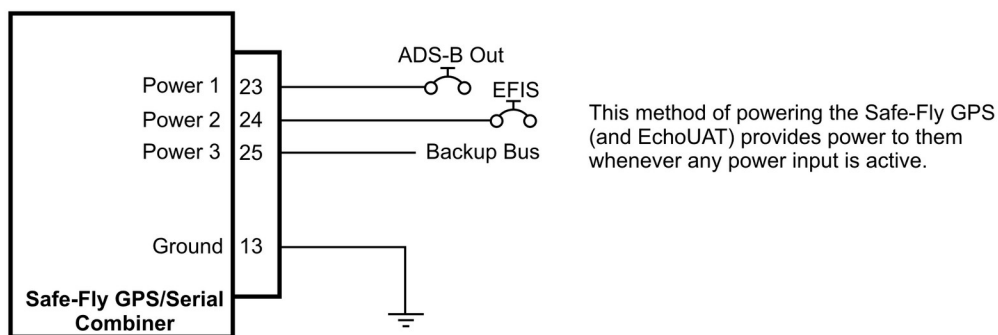 ADS-B Out
EFIS
Power 1 23
Power 2 24
Power 3 25
Backup Bus
Ground 13
Safe-Fly GPS/Serial
Combiner
This method of powering the Safe-Fly GPS
(and EchoUAT) provides power to them
whenever any power input is active.